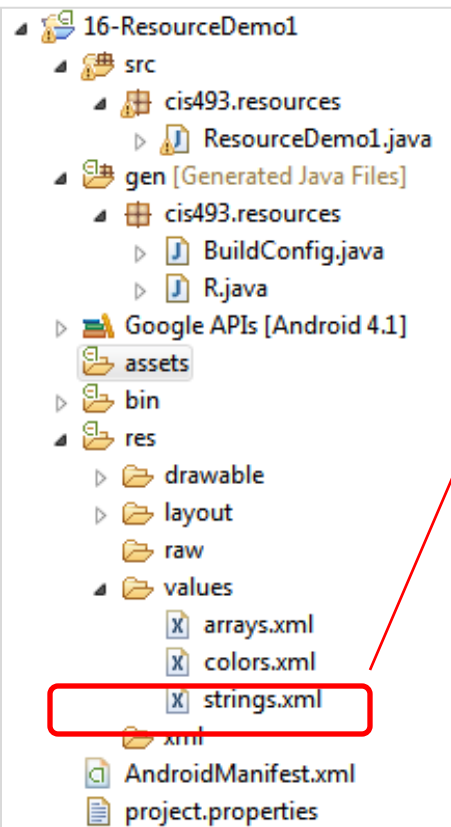 16-ResourceDemo1
src
cis493.resources
ResourceDemo1.java
gen [Generated Java Files]
cis493.resources
BuildConfig.java
R.java
Google APIs [Android 4.1]
assets
bin
res
drawable
layout
raw
values
arrays.xml
colors.xml
strings.xml
xml
AndroidManifest.xml
project.properties